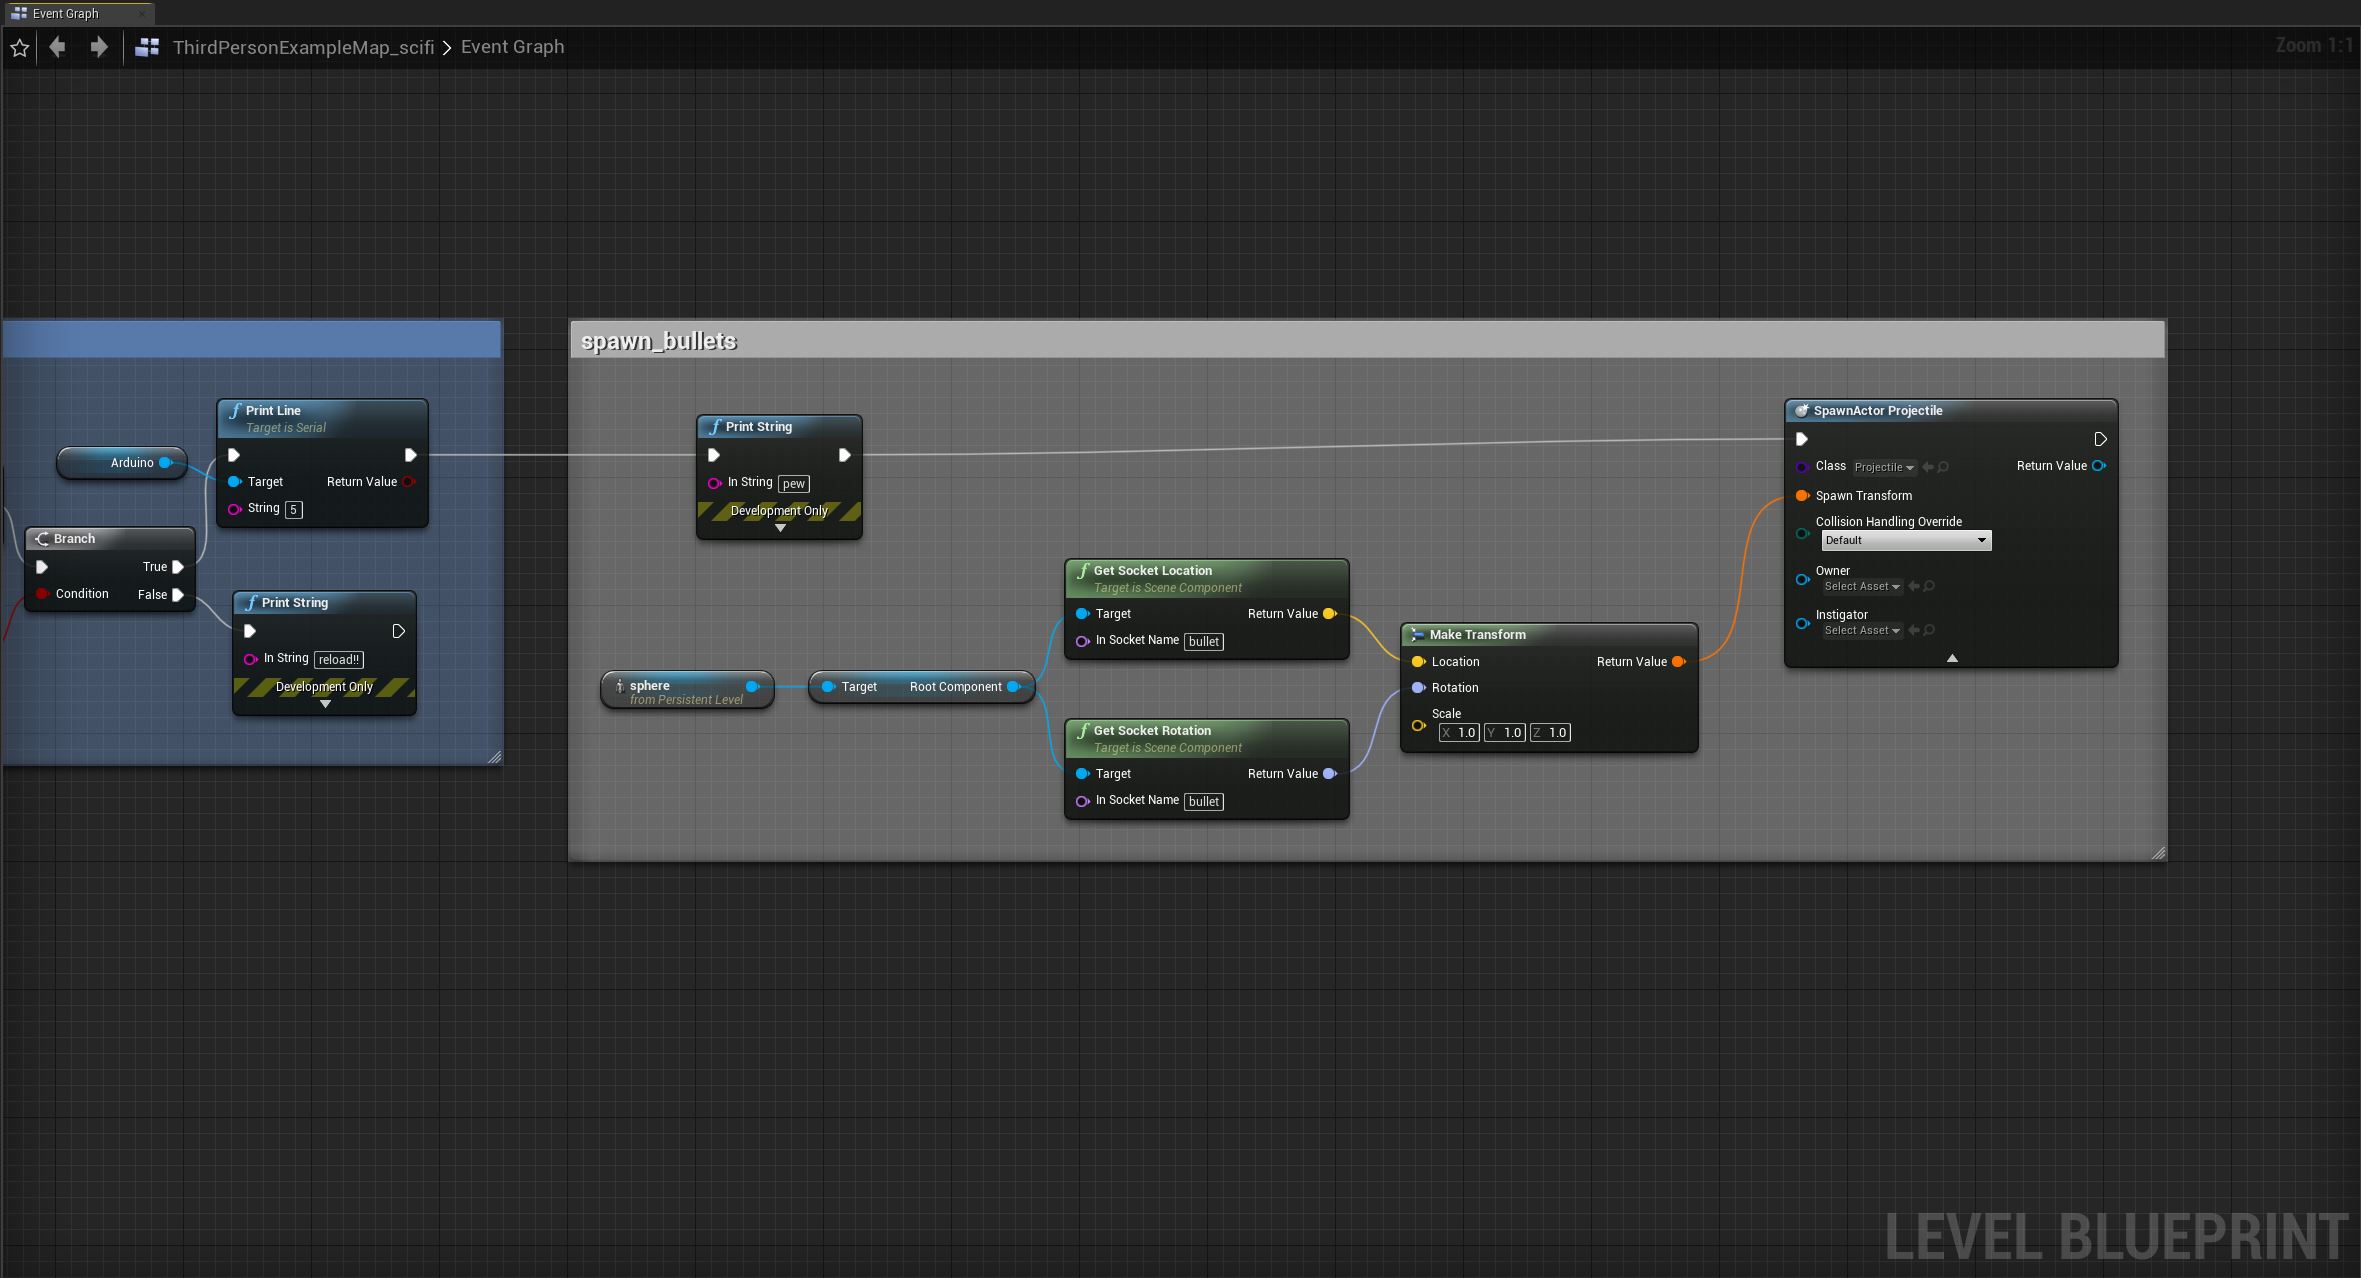 Event Graph
ThirdPersonExampleMap_scifi > Event Graph
Zoom 1:1
spawn_bullets
Print Line
Target is Serial
Arduino
Target Return Value
String 5
Branch
True
Condition False
Print String
In String reload!!
Development Only
Print String
In String pew
Development Only
sphere
from Persistent Level
Target Root Component
Get Socket Location
Target is Scene Component
Target Return Value
In Socket Name bullet
Get Socket Rotation
Target is Scene Component
Target Return Value
In Socket Name bullet
Make Transform
Location Return Value
Rotation
Scale
X 1.0 Y 1.0 Z 1.0
SpawnActor Projectile
Class Projectile Return Value
Spawn Transform
Collision Handling Override
Default
Owner
Select Asset
Instigator
Select Asset
LEVEL BLUEPRINT